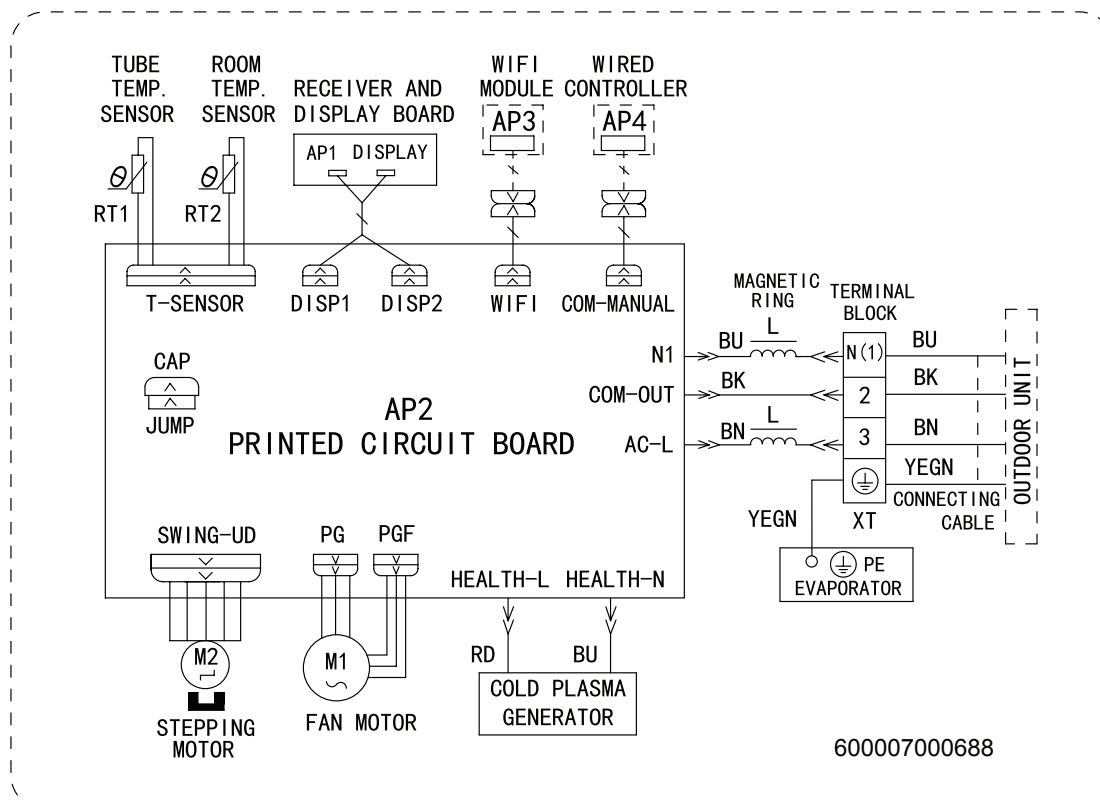 TUBE
TEMP.
SENSOR
ROOM
TEMP.
SENSOR
RECEIVER AND
DISPLAY BOARD
WIFI
MODULE
WIRED
CONTROLLER
AP1 DISPLAY
AP3
AP4
θ
RT1
θ
RT2
T-SENSOR
DISP1
DISP2
WIFI
COM-MANUAL
MAGNETIC
RING
TERMINAL
BLOCK
N1
BU
L
N(1)
BU
CAP
JUMP
COM-OUT
BK
2
BK
AP2
PRINTED CIRCUIT BOARD
AC-L
BN
L
3
BN
YEGN
OUTDOOR UNIT
YEGN
XT
CONNECTING
CABLE
PE
EVAPORATOR
SWING-UD
PG
PGF
HEALTH-L
HEALTH-N
M2
M1
RD
BU
COLD PLASMA
GENERATOR
STEPPING
MOTOR
FAN MOTOR
600007000688